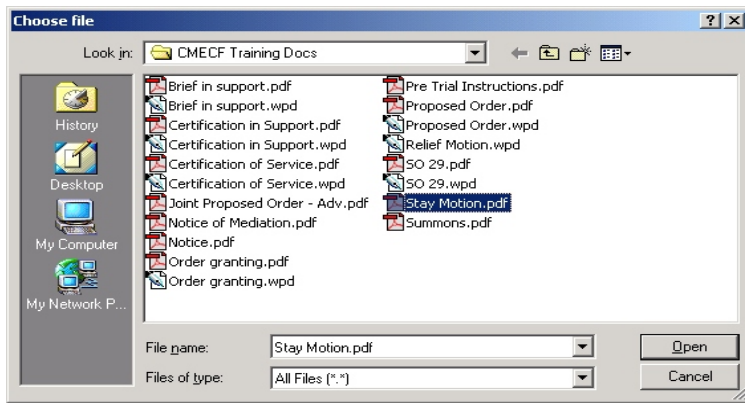 Choose file
Look in:
CMECF Training Docs
History
Desktop
My Computer
My Network P...
Brief in support.pdf
Brief in support.wpd
Certification in Support.pdf
Certification in Support.wpd
Certification of Service.pdf
Certification of Service.wpd
Joint Proposed Order - Adv.pdf
Notice of Mediation.pdf
Notice.pdf
Order granting.pdf
Order granting.wpd
Pre Trial Instructions.pdf
Proposed Order.pdf
Proposed Order.wpd
Relief Motion.wpd
SO 29.pdf
SO 29.wpd
Stay Motion.pdf
Summons.pdf
File name:
Stay Motion.pdf
Open
Files of type:
All Files (*.*)
Cancel